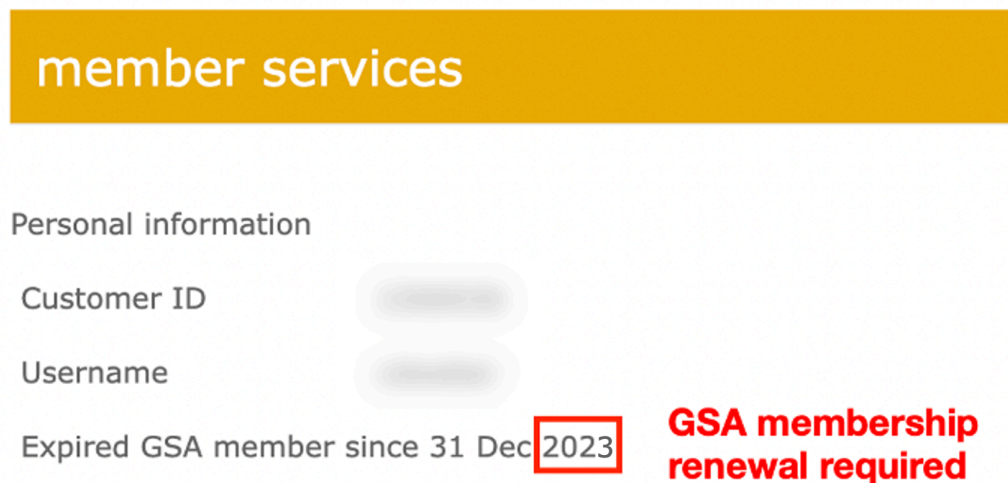 member services
Personal information
Customer ID
Username
Expired GSA member since 31 Dec 2023
GSA membership
renewal required